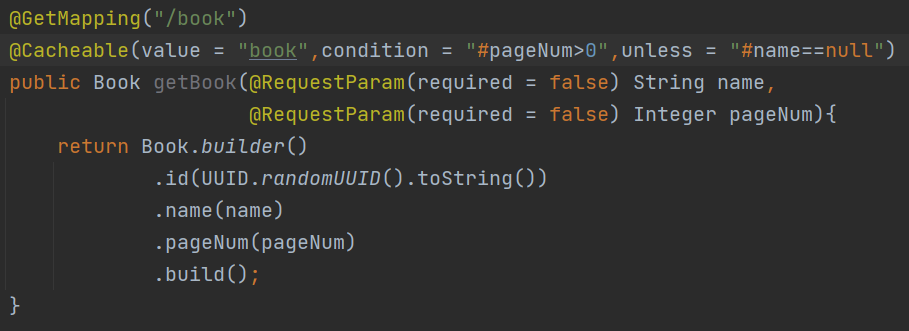 @GetMapping("/book")
@Cacheable(value = "book",condition = "#pageNum>0",unless = "#name==null")
public Book getBook(@RequestParam(required = false) String name,
@RequestParam(required = false) Integer pageNum){
return Book.builder()
.id(UUID.randomUUID().toString())
.name(name)
.pageNum(pageNum)
.build();
}